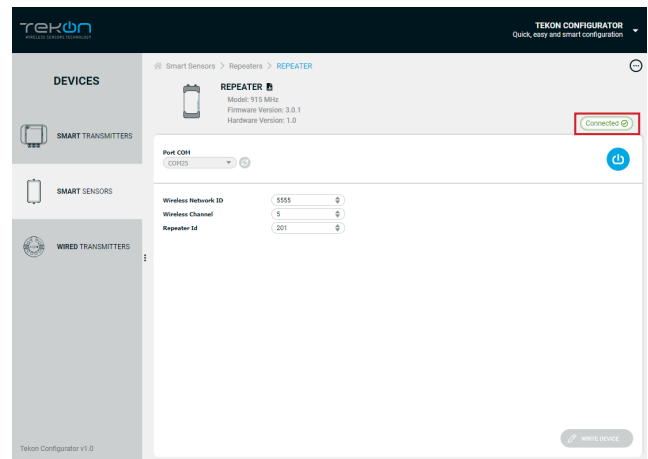 TEKON
WIRELESS SENSORS TECHNOLOGY
TEKON CONFIGURATOR
Quick, easy and smart configuration
DEVICES
SMART TRANSMITTERS
SMART SENSORS
WIRED TRANSMITTERS
Tekon Configurator v1.0
Smart Sensors > Repeaters > REPEATER
REPEATER
Model: 915 MHz
Firmware Version: 3.0.1
Hardware Version: 1.0
Connected
Port COM
COM25
Wireless Network ID 5555
Wireless Channel 5
Repeater Id 201
WRITE DEVICE